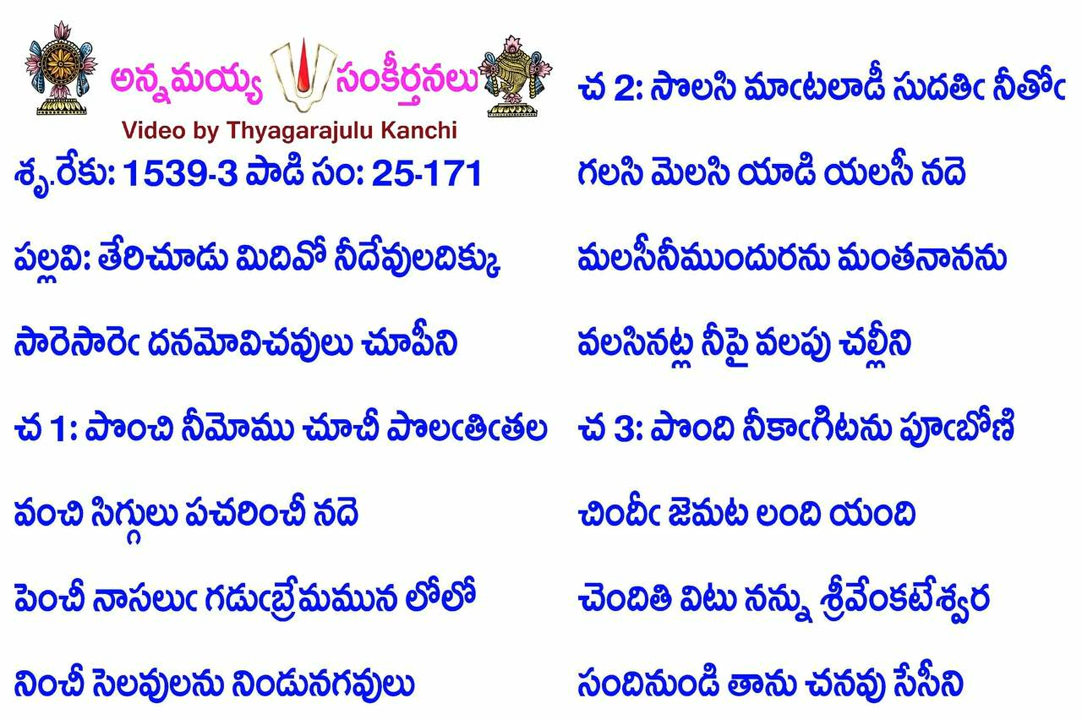 అన్నమయ్య సంకీర్తనలు
Video by Thyagarajulu Kanchi
శృ.రేకు: 1539-3 పాడి సం: 25-171
పల్లవి: తేరిచూడు మిదివో నీదేవులదిక్కు
సారెసారెఁ దనమోవిచవులు చూపీని
చ 1: పొంచి నీమోము చూచీ పొలఁతిఁతల
వంచి సిగ్గులు పచరించీ నదె
పెంచీ నాసలుఁ గడుఁబ్రేమమున లోలో
నించీ సెలవులను నిండునగవులు
చ 2: సొలసి మాఁటలాడీ సుదతిఁ నీతోఁ
గలసి మెలసి యాడి యలసీ నదె
మలసీనీముందురను మంతనానను
వలసినట్ల నీపై వలపు చల్లీని
చ 3: పొంది నీకాఁగిటను పూఁబోణి
చిందీఁ జెమట లంది యంది
చెందితి విటు నన్ను శ్రీవేంకటేశ్వర
సందినుండి తాను చనవు సేసీని